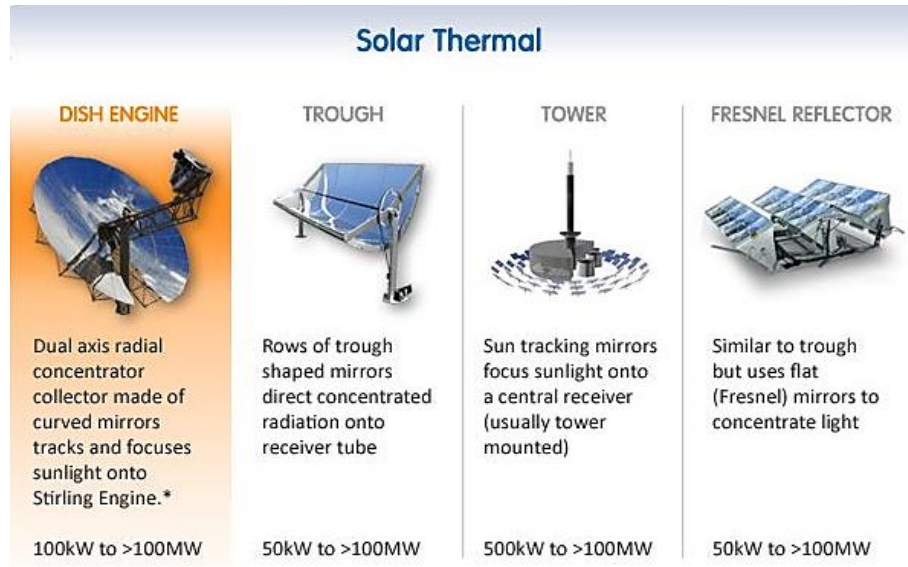 Solar Thermal
DISH ENGINE
Dual axis radial
concentrator
collector made of
curved mirrors
tracks and focuses
sunlight onto
Stirling Engine.*
100kW to >100MW
TROUGH
Rows of trough
shaped mirrors
direct concentrated
radiation onto
receiver tube
50kW to >100MW
TOWER
Sun tracking mirrors
focus sunlight onto
a central receiver
(usually tower
mounted)
500kW to >100MW
FRESNEL REFLECTOR
Similar to trough
but uses flat
(Fresnel) mirrors to
concentrate light
50kW to >100MW